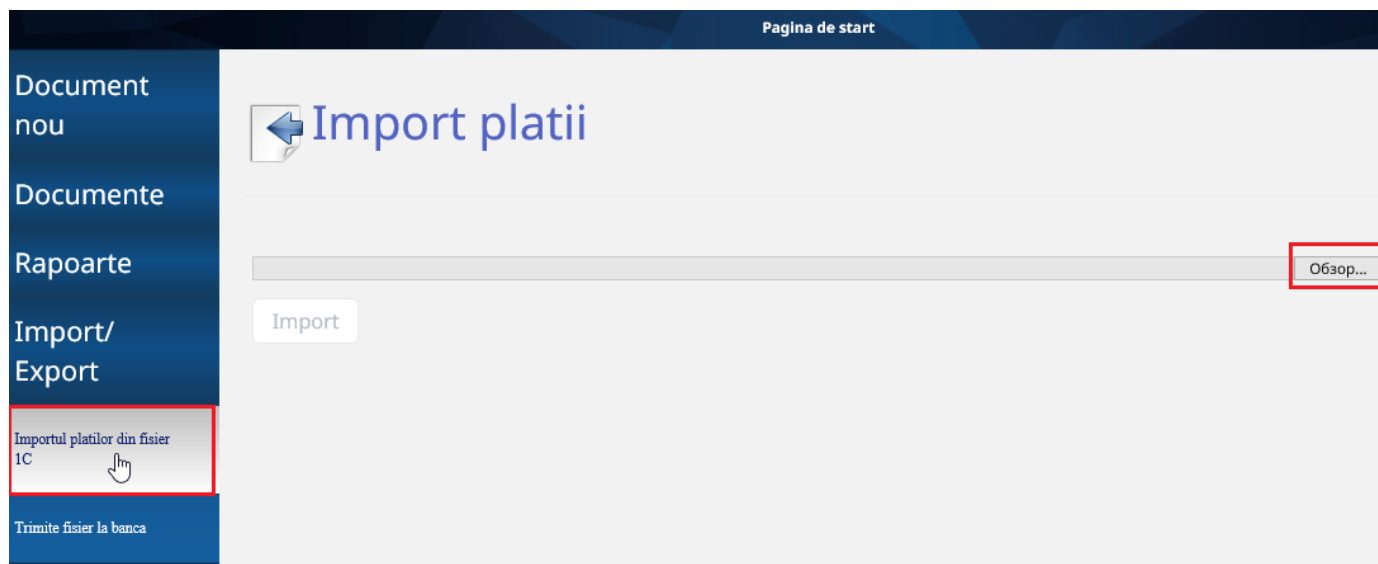 Pagina de start
Document
nou
Documente
Rapoarte
Import/
Export
Importul platilor din fisier
1C
Trimite fisier la banca
Import platii
Обзор...
Import